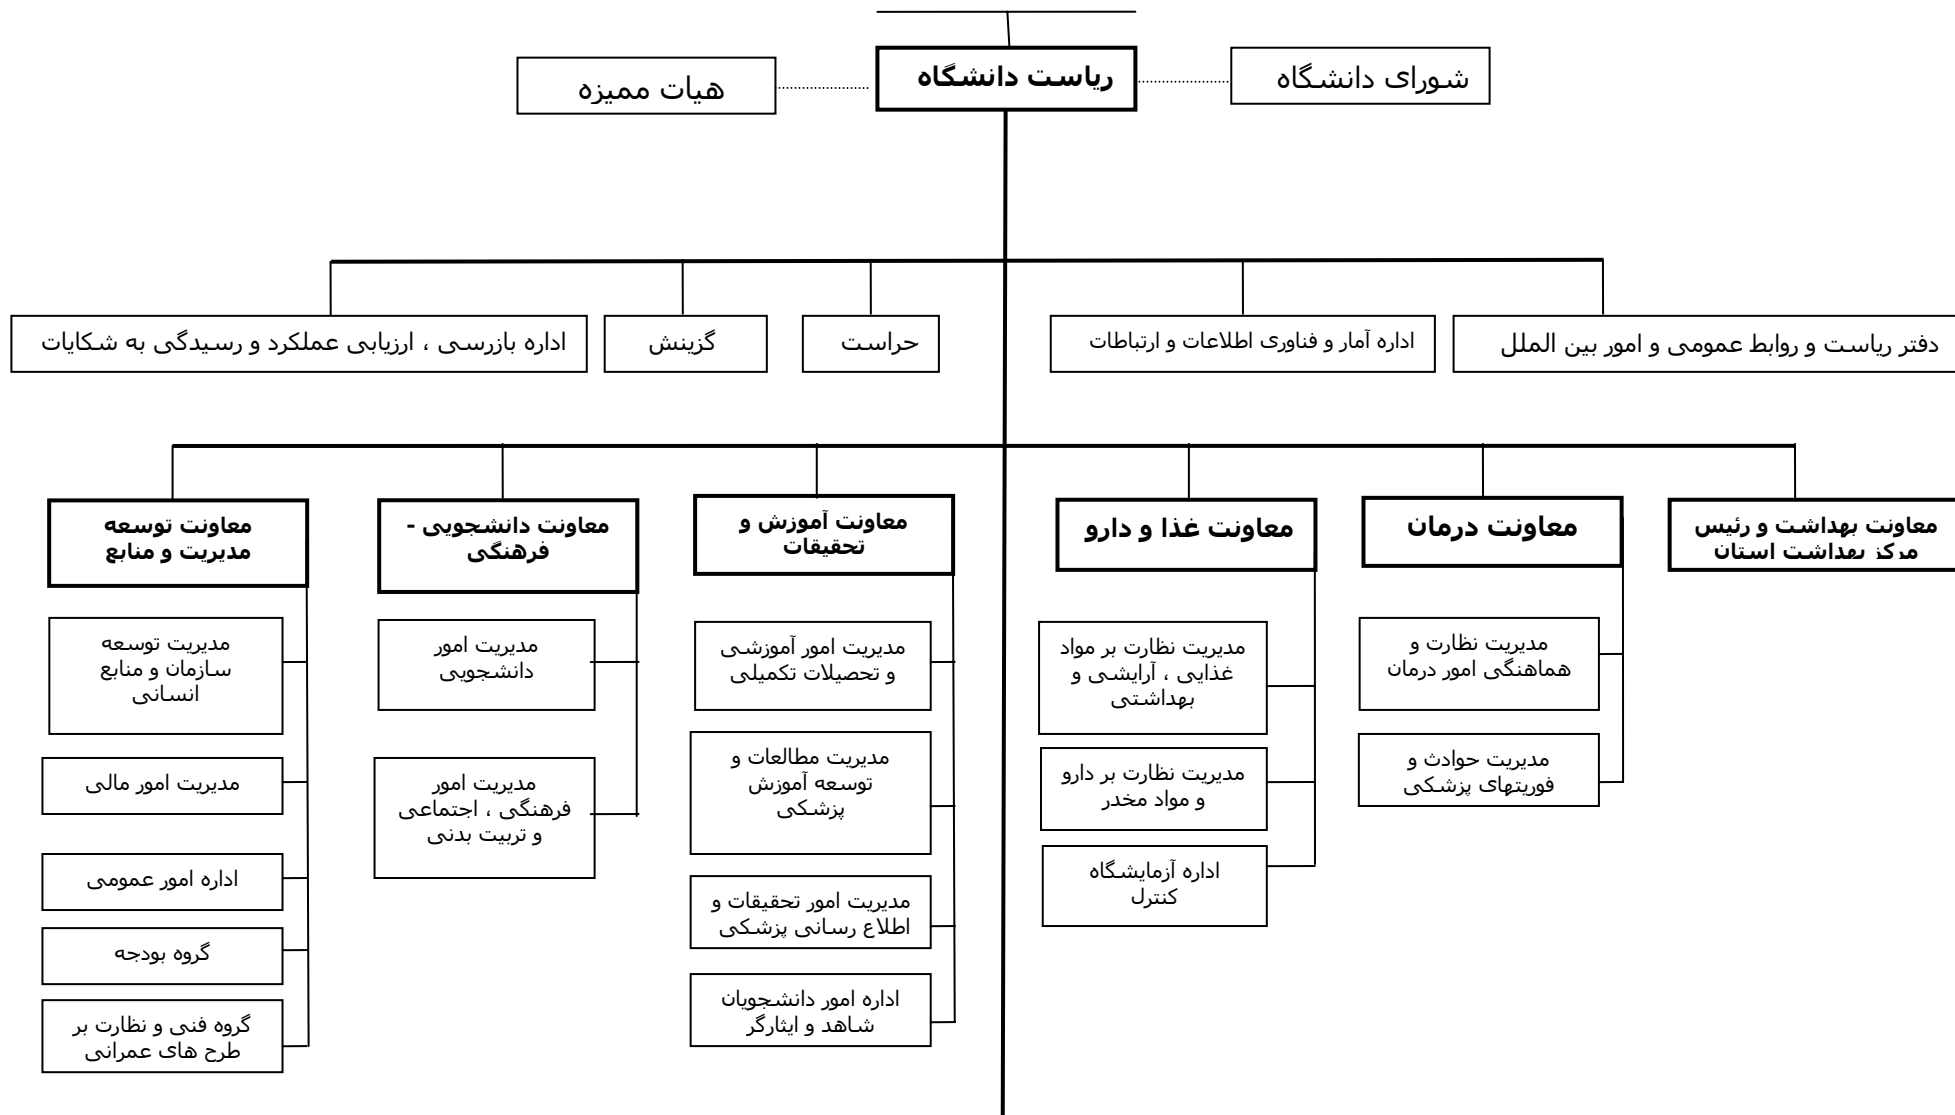 شورای دانشگاه
ریاست دانشگاه
هیات ممیزه
دفتر ریاست و روابط عمومی و امور بین الملل
اداره آمار و فناوری اطلاعات و ارتباطات
حراست
گزینش
اداره بازرسی ، ارزیابی عملکرد و رسیدگی به شکایات
معاونت بهداشت و رئیس
مرکز بهداشت استان
معاونت درمان
مدیریت نظارت و
هماهنگی امور درمان
مدیریت حوادث و
فوریتهای پزشکی
معاونت غذا و دارو
مدیریت نظارت بر مواد
غذایی ، آرایشی و
بهداشتی
مدیریت نظارت بر دارو
و مواد مخدر
اداره آزمایشگاه
کنترل
معاونت آموزش و
تحقیقات
مدیریت امور آموزشی
و تحصیلات تکمیلی
مدیریت مطالعات و
توسعه آموزش
پزشکی
مدیریت امور تحقیقات و
اطلاع رسانی پزشکی
اداره امور دانشجویان
شاهد و ایثارگر
معاونت دانشجویی -
فرهنگی
مدیریت امور
دانشجویی
مدیریت امور
فرهنگی ، اجتماعی
و تربیت بدنی
معاونت توسعه
مدیریت و منابع
مدیریت توسعه
سازمان و منابع
انسانی
مدیریت امور مالی
اداره امور عمومی
گروه بودجه
گروه فنی و نظارت بر
طرح های عمرانی